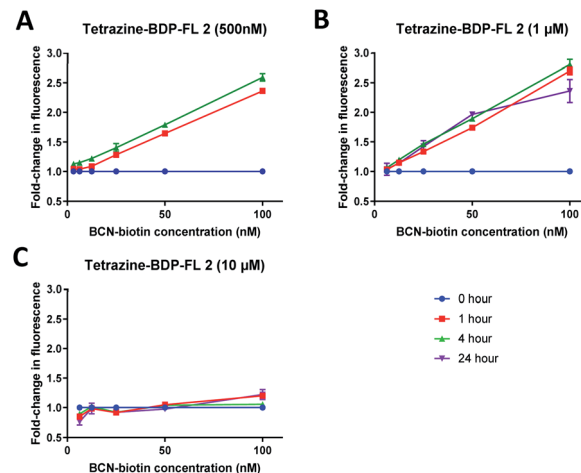 A
Tetrazine-BDP-FL 2 (500nM)
Fold-change in fluorescence
3.0
2.5
2.0
1.5
1.0
0.5
0
50
100
BCN-biotin concentration (nM)
B
Tetrazine-BDP-FL 2 (1 µM)
Fold-change in fluorescence
3.0
2.5
2.0
1.5
1.0
0.5
0
50
100
BCN-biotin concentration (nM)
C
Tetrazine-BDP-FL 2 (10 µM)
Fold-change in fluorescence
3.0
2.5
2.0
1.5
1.0
0.5
0
50
100
BCN-biotin concentration (nM)
0 hour
1 hour
4 hour
24 hour